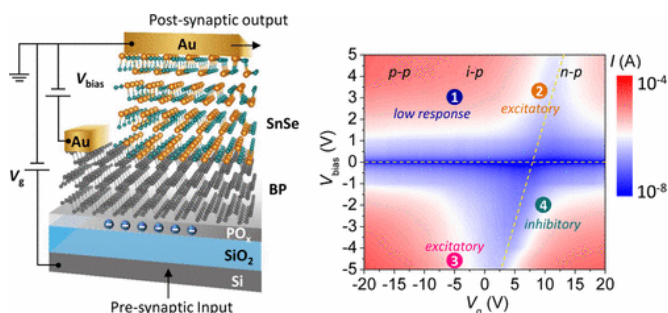 Post-synaptic output
Au
V_bias
SnSe
Au
V_g
BP
PO_x
SiO_2
Si
Pre-synaptic Input
p-p
i-p
n-p
I (A)
5
4
3
2
1
0
-1
-2
-3
-4
-5
V_bias (V)
1
low response
2
excitatory
4
inhibitory
excitatory
3
10^-4
10^-8
-20 -15 -10 -5 0 5 10 15 20
V_g (V)